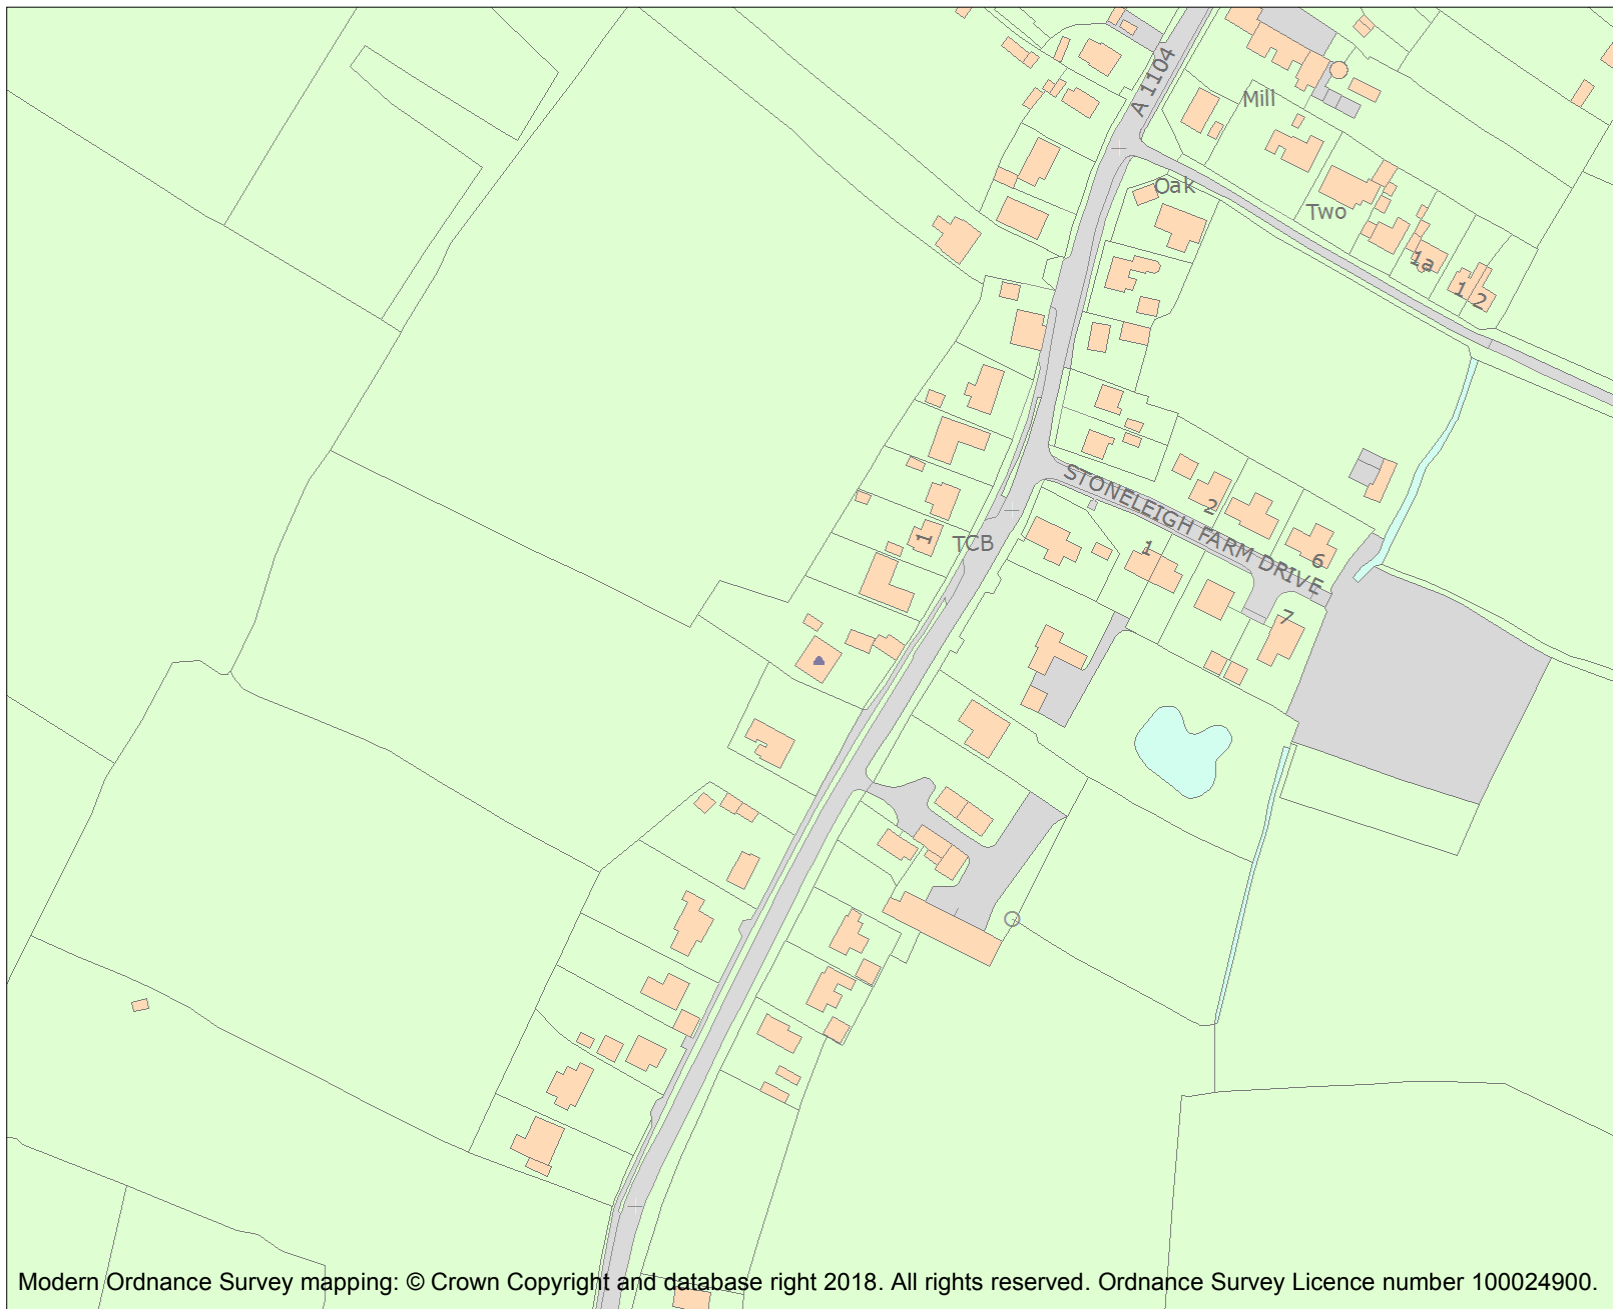 A 1104
Mill
Oak
Two
1a
1 2
STONELEIGH FARM DRIVE
2
1
TCB
1
6
7
Modern Ordnance Survey mapping: © Crown Copyright and database right 2018. All rights reserved. Ordnance Survey Licence number 100024900.